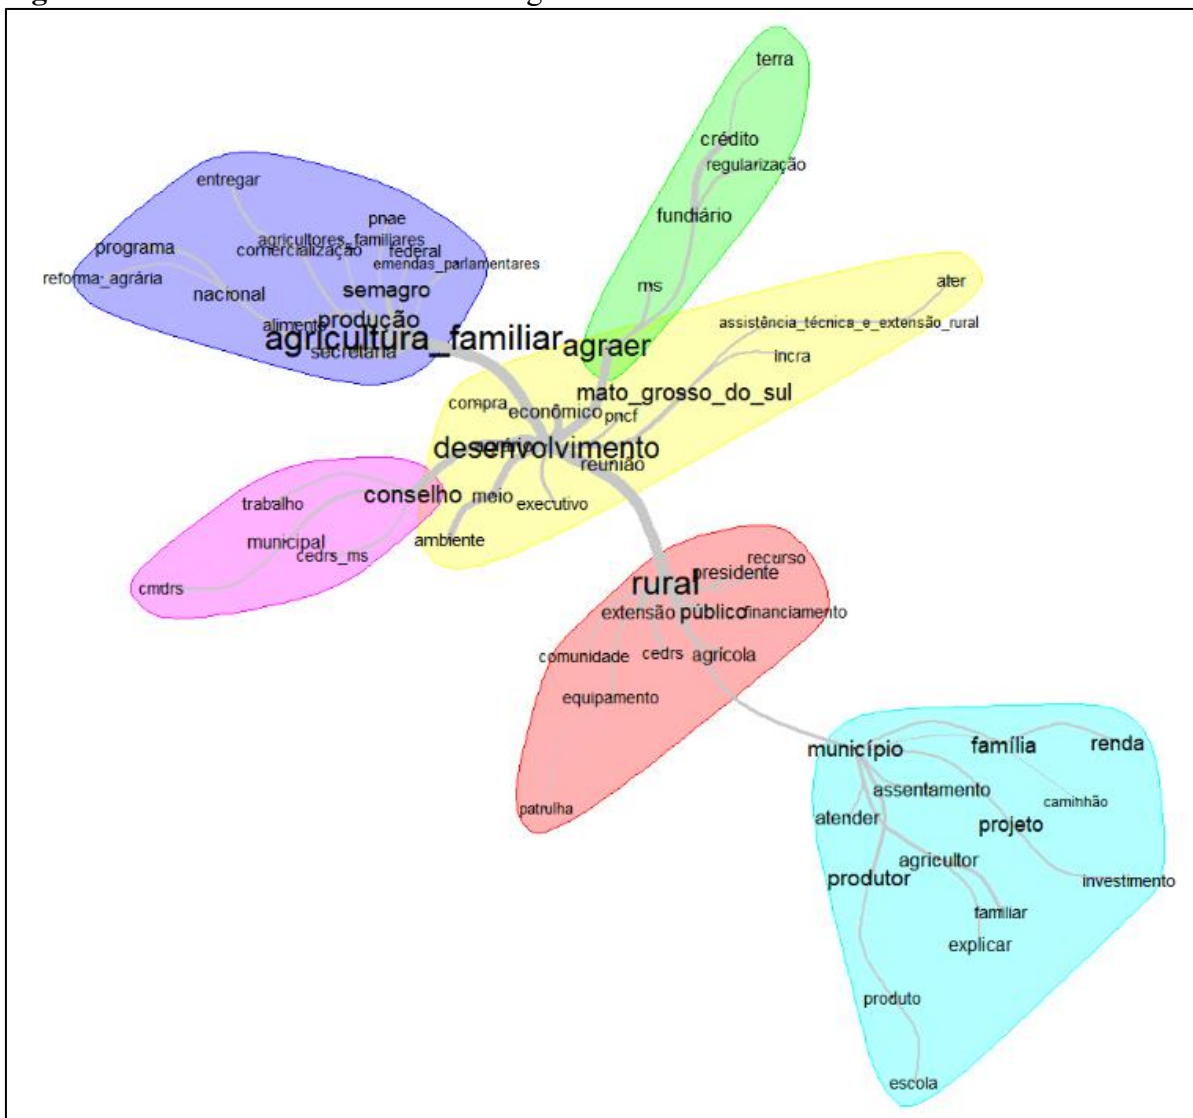 terra
crédito
regularização
fundiário
ms
agraer
entregar
pnae
agricultores_familiares
programa
comercialização
federal
reforma_agrária
emendas_parlamentares
nacional
semagro
alimento
produção
agricultura_familiar
secretaria
ater
assistência_técnica_e_extensão_rural
incra
mato_grosso_do_sul
compra
econômico
pncf
agrário
desenvolvimento
reunião
meio
executivo
ambiente
conselho
trabalho
municipal
cedrs_ms
cmdrs
recurso
presidente
rural
extensão
público
financiamento
comunidade
cedrs
agrícola
equipamento
patrulha
município
família
renda
assentamento
caminhão
atender
projeto
agricultor
produtor
investimento
familiar
explicar
produto
escola